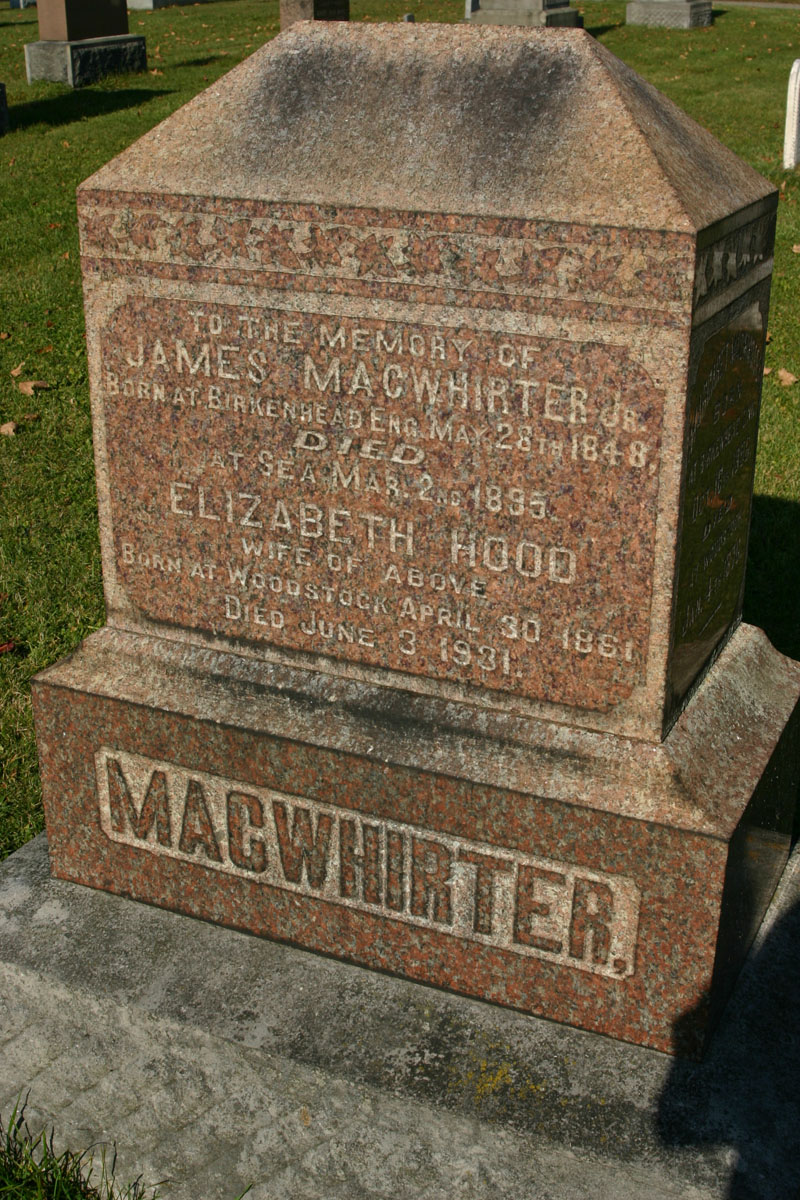 TO THE MEMORY OF
JAMES MACWHIRTER JR.
BORN AT BIRKENHEAD ENG. MAY 28TH 1848,
DIED
AT SEA MAR. 2ND 1895.
ELIZABETH HOOD
WIFE OF ABOVE
BORN AT WOODSTOCK APRIL 30 1861
DIED JUNE 3 1931.
MACWHIRTER,